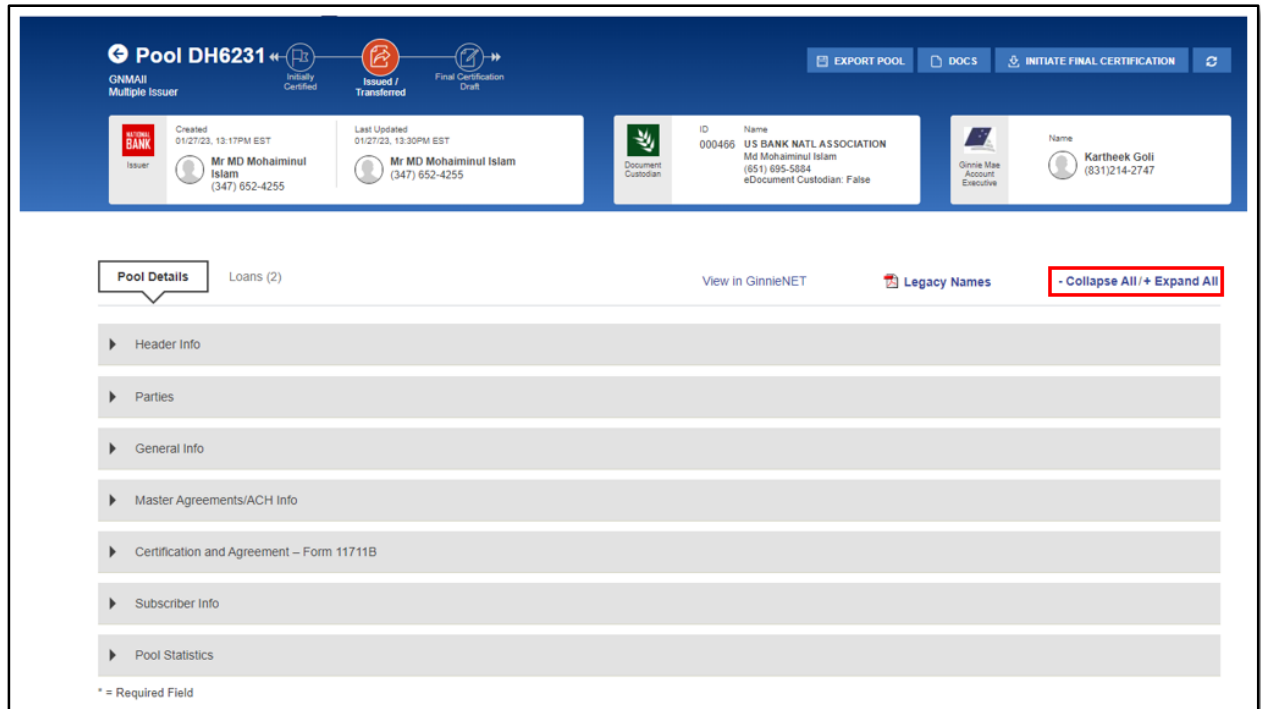 Pool DH6231
GNMAII
Multiple Issuer
Initially
Certified
Issued /
Transferred
Final Certification
Draft
EXPORT POOL
DOCS
INITIATE FINAL CERTIFICATION
NATIONAL
BANK
Issuer
Created
01/27/23, 13:17PM EST
Mr MD Mohaiminul
Islam
(347) 652-4255
Last Updated
01/27/23, 13:30PM EST
Mr MD Mohaiminul Islam
(347) 652-4255
Document
Custodian
ID Name
000466 US BANK NATL ASSOCIATION
Md Mohaiminul Islam
(651) 695-5884
eDocument Custodian: False
Ginnie Mae
Account
Executive
Name
Kartheek Goli
(831)214-2747
Pool Details Loans (2) View in GinnieNET Legacy Names - Collapse All/+ Expand All
Header Info
Parties
General Info
Master Agreements/ACH Info
Certification and Agreement – Form 11711B
Subscriber Info
Pool Statistics
* = Required Field